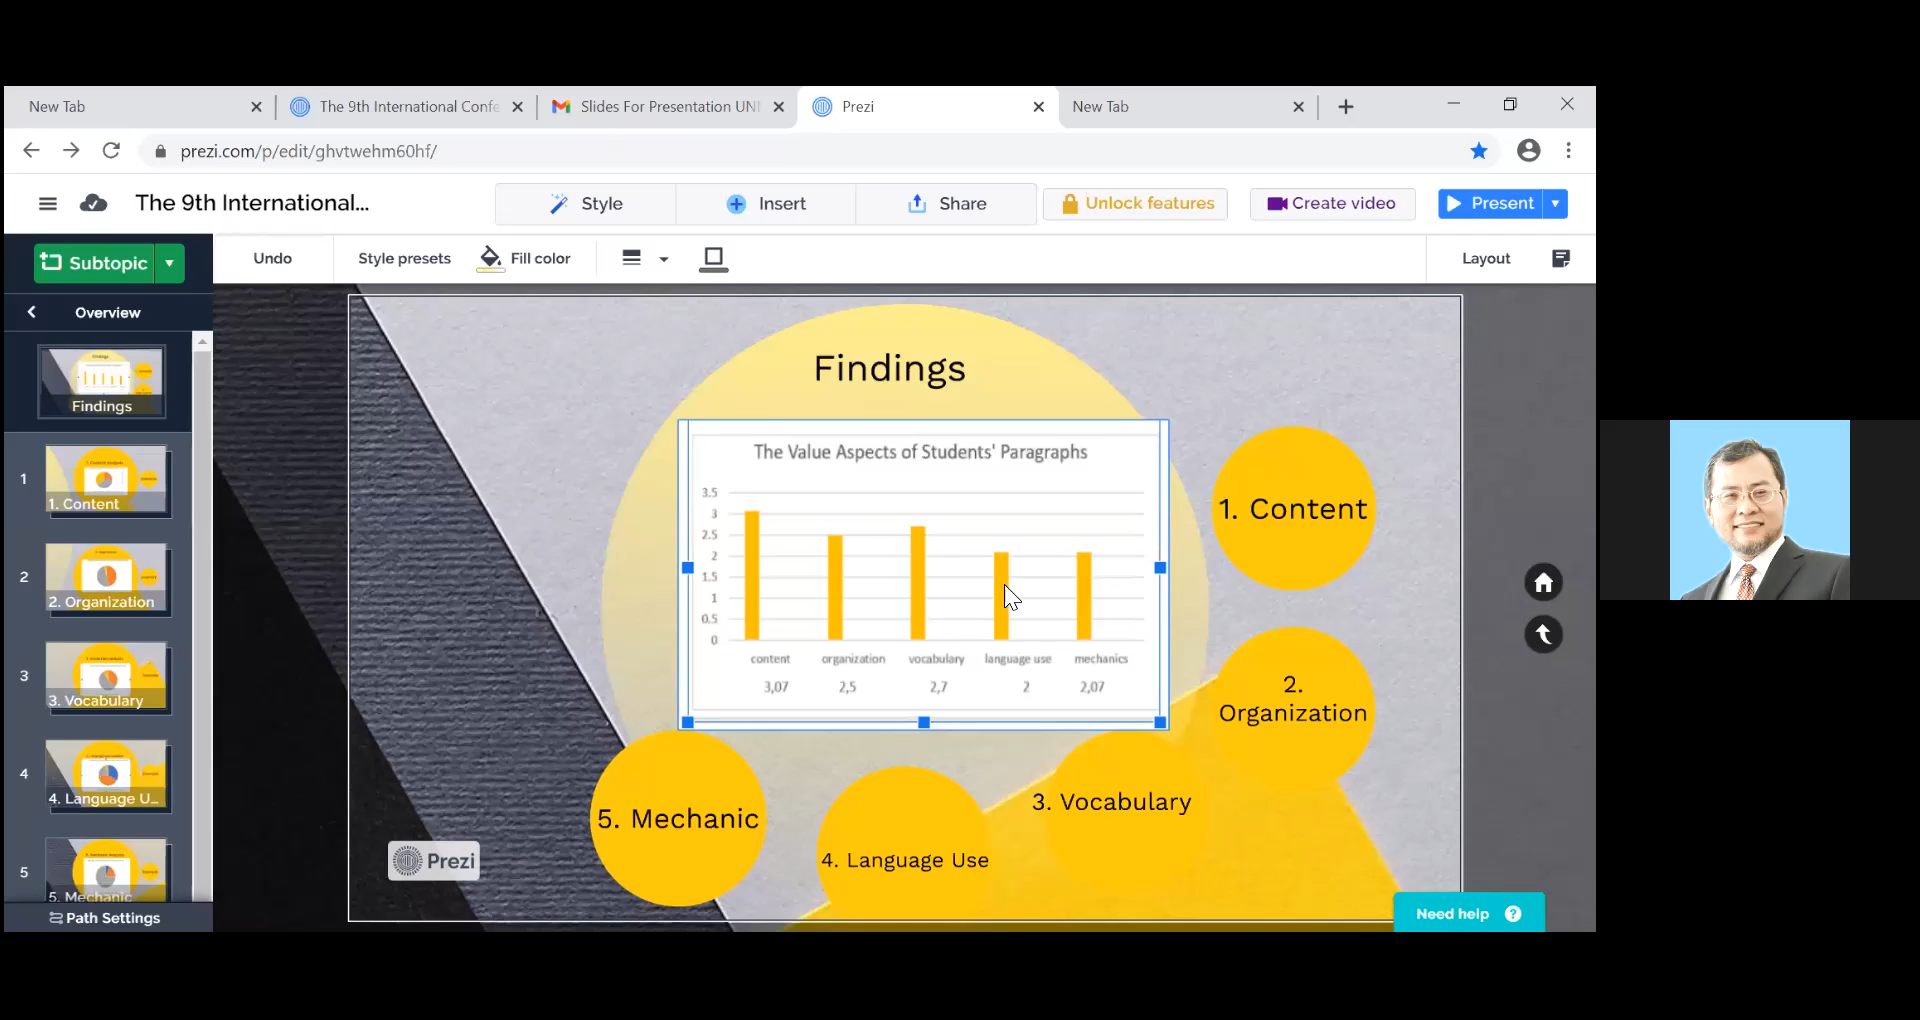 New Tab
The 9th International Confe
Slides For Presentation UNI
Prezi
New Tab
prezi.com/p/edit/ghvtwehm60hf/
The 9th International...
Style
Insert
Share
Unlock features
Create video
Present
Subtopic
Undo
Style presets
Fill color
Layout
Overview
Findings
1
1. Content
2
2. Organization
3
3. Vocabulary
4
4. Language U...
5
5. Mechanic
Path Settings
Findings
The Value Aspects of Students' Paragraphs
3.5
3
2.5
2
1.5
1
0.5
0
content organization vocabulary language use mechanics
3,07 2,5 2,7 2 2,07
1. Content
2.
Organization
3. Vocabulary
4. Language Use
5. Mechanic
Prezi
Need help ?